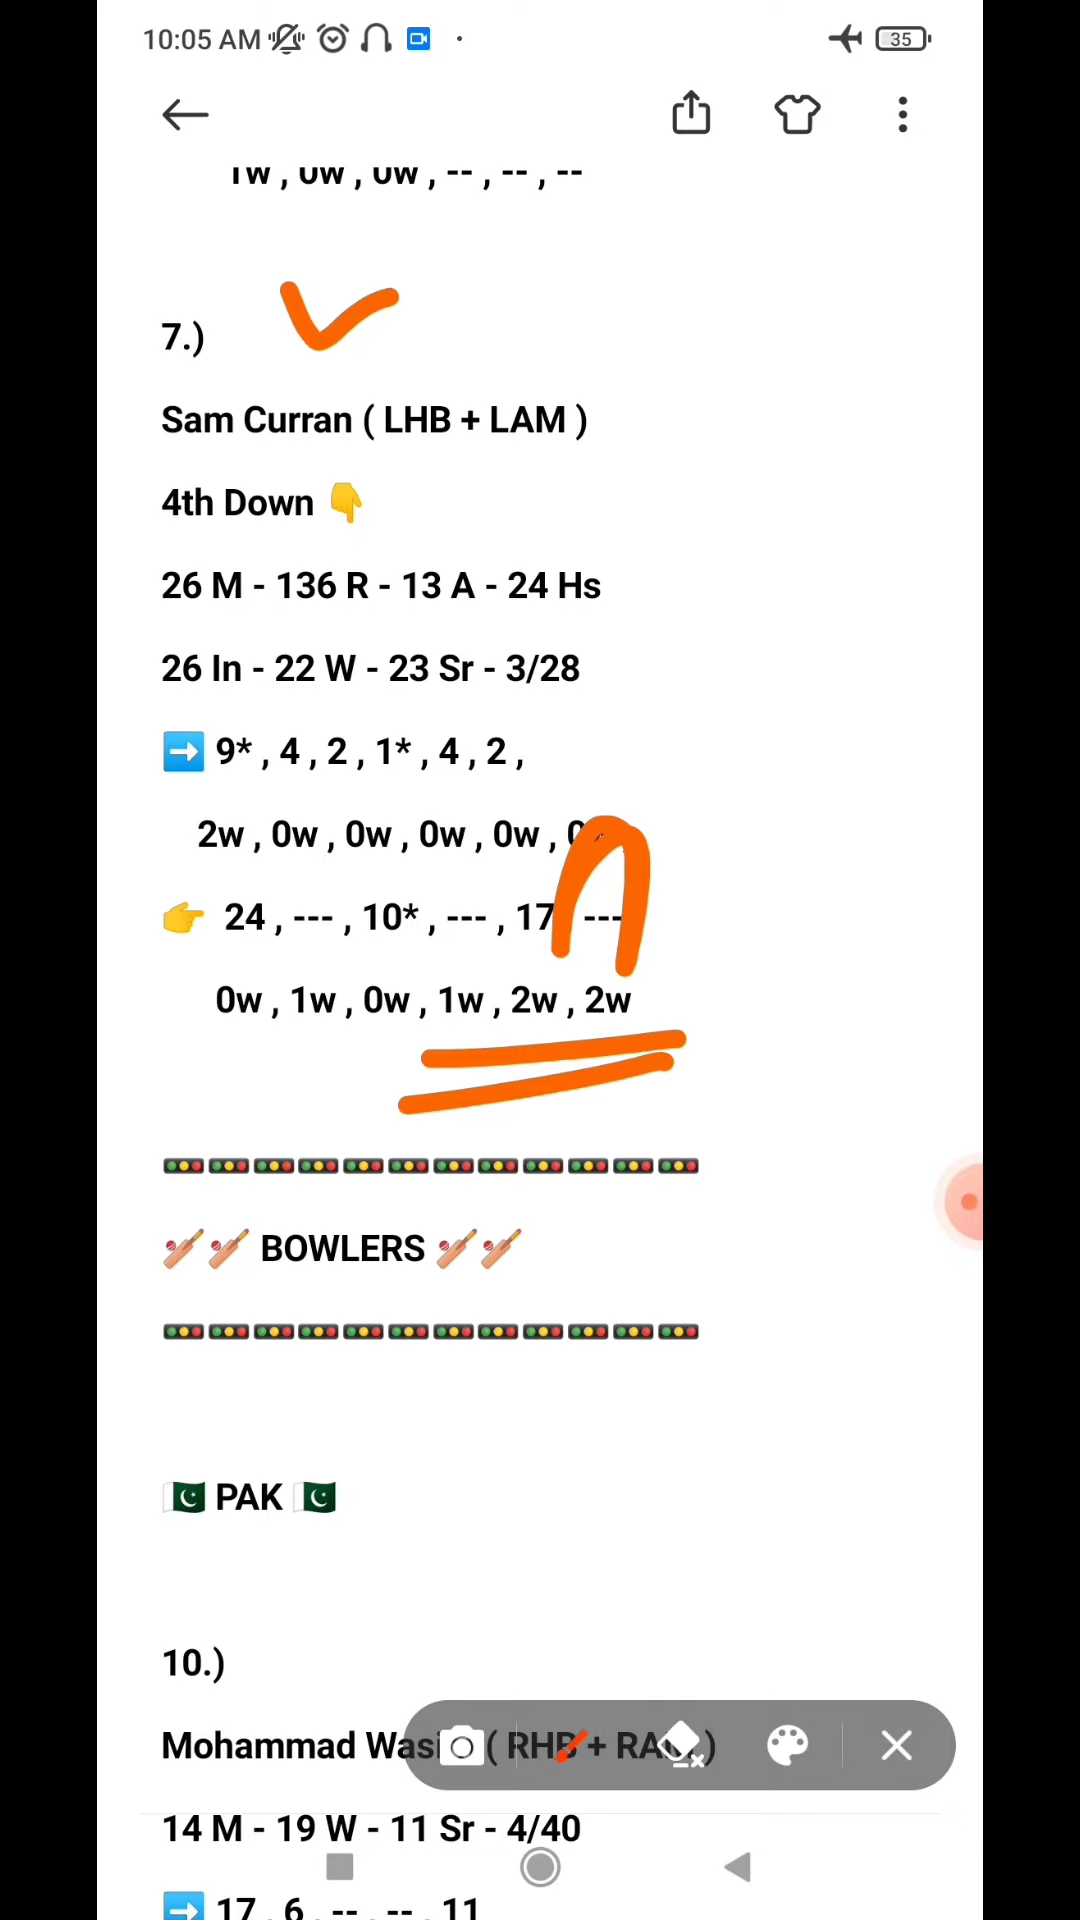 10:05 AM 35
1w , 0w , 0w , -- , -- , --
7.)
Sam Curran ( LHB + LAM )
4th Down 👇
26 M - 136 R - 13 A - 24 Hs
26 In - 22 W - 23 Sr - 3/28
➡️ 9* , 4 , 2 , 1* , 4 , 2 ,
2w , 0w , 0w , 0w , 0w ,
👉 24 , --- , 10* , --- , 17 ---
0w , 1w , 0w , 1w , 2w , 2w
🚥🚥🚥🚥🚥🚥🚥🚥🚥🚥🚥🚥
🏏🏏 BOWLERS 🏏🏏
🚥🚥🚥🚥🚥🚥🚥🚥🚥🚥🚥🚥
🇵🇰 PAK 🇵🇰
10.)
Mohammad ( RHB + )
14 M - 19 W - 11 Sr - 4/40
➡️ 17 , 6 , -- , -- , 11